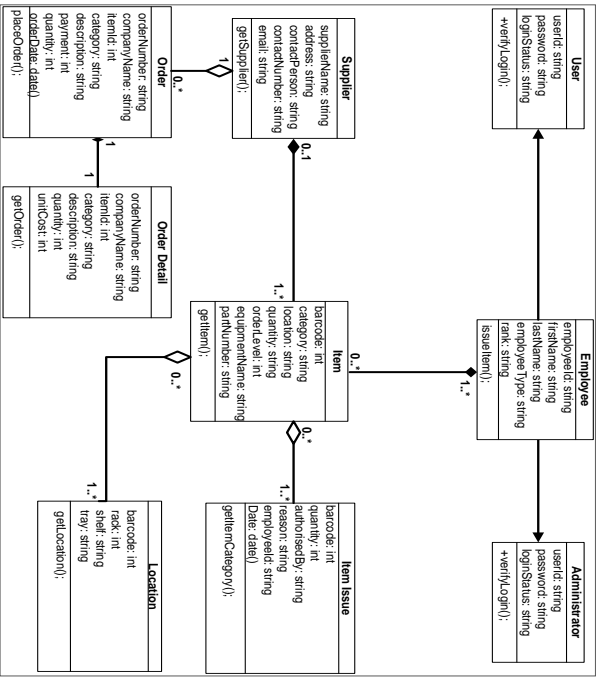 User
userId: string
password: string
loginStatus: string
+verifyLogin();
Employee
employeeId: string
firstName: string
lastName: string
employeeType: string
rank: string
issueItem();
Administrator
userId: string
password: string
loginStatus: string
+verifyLogin();
1..*
0..*
Supplier
supplierName: string
address: string
contactPerson: string
contactNumber: string
email: string
getSupplier();
0..1
1..*
Item
barcode: int
category: string
location: string
quantity: string
orderLevel: int
equipmentName: string
partNumber: string
getItem();
0..*
1..*
Item Issue
barcode: int
quantity: int
authorisedBy: string
reason: string
employeeId: string
Date: date()
getItemCategory();
1
0..*
Order
orderNumber: string
companyName: string
itemId: int
category: string
description: string
payment: int
quantity: int
orderDate: date()
placeOrder();
1
1
Order Detail
orderNumber: string
companyName: string
itemId: int
category: string
description: string
quantity: int
unitCost: int
getOrder();
0..*
1..*
Location
barcode: int
rack: int
shelf: string
tray: string
getLocation();